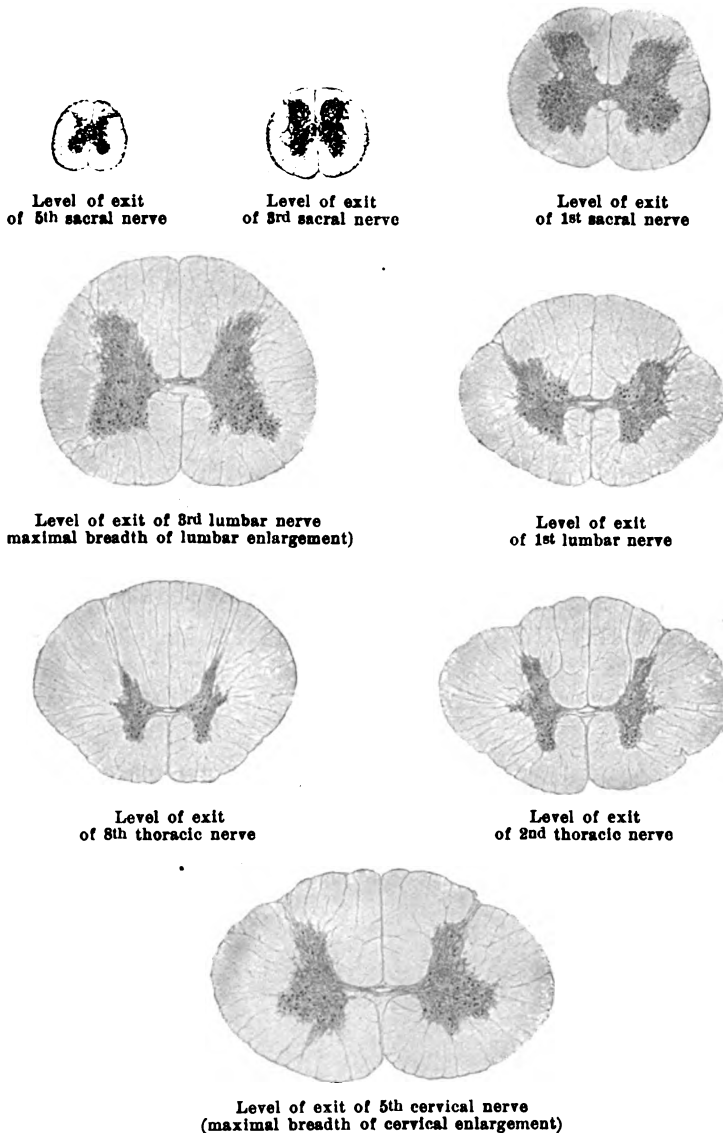 Level of exit
of 5th sacral nerve
Level of exit
of 3rd sacral nerve
Level of exit
of 1st sacral nerve
Level of exit of 3rd lumbar nerve
maximal breadth of lumbar enlargement)
Level of exit
of 1st lumbar nerve
Level of exit
of 8th thoracic nerve
Level of exit
of 2nd thoracic nerve
Level of exit of 5th cervical nerve
(maximal breadth of cervical enlargement)